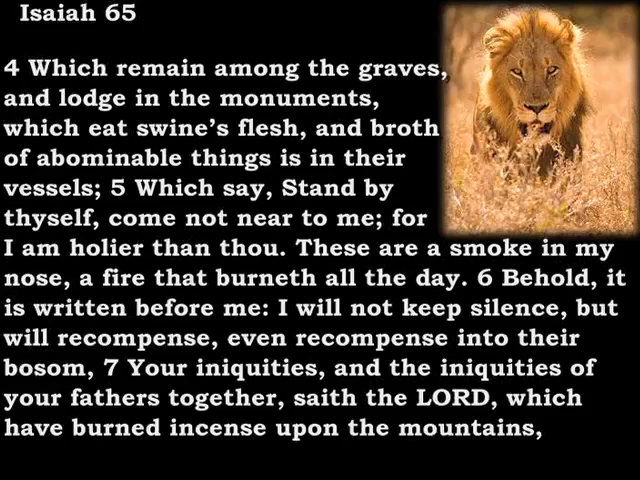 Isaiah 65
4 Which remain among the graves,
and lodge in the monuments,
which eat swine's flesh, and broth
of abominable things is in their
vessels; 5 Which say, Stand by
thyself, come not near to me; for
I am holier than thou. These are a smoke in my
nose, a fire that burneth all the day. 6 Behold, it
is written before me: I will not keep silence, but
will recompense, even recompense into their
bosom, 7 Your iniquities, and the iniquities of
your fathers together, saith the LORD, which
have burned incense upon the mountains,